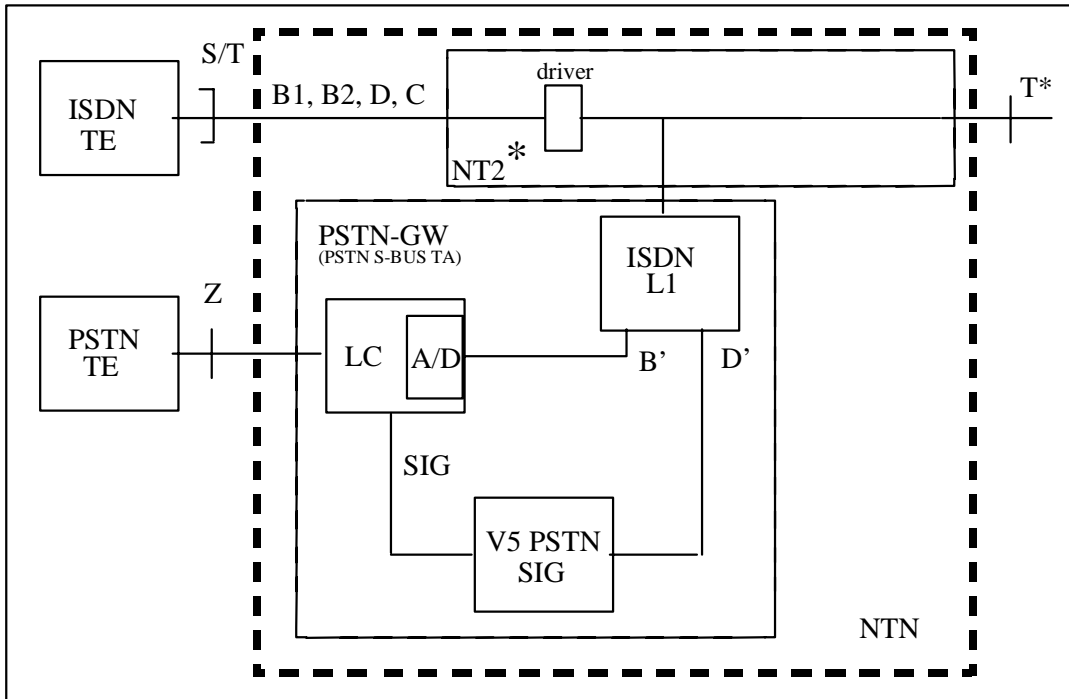 S/T
driver
T*
ISDN
TE
B1, B2, D, C
NT2*
PSTN-GW
(PSTN S-BUS TA)
ISDN
L1
Z
PSTN
TE
LC
A/D
B’
D’
SIG
V5 PSTN
SIG
NTN